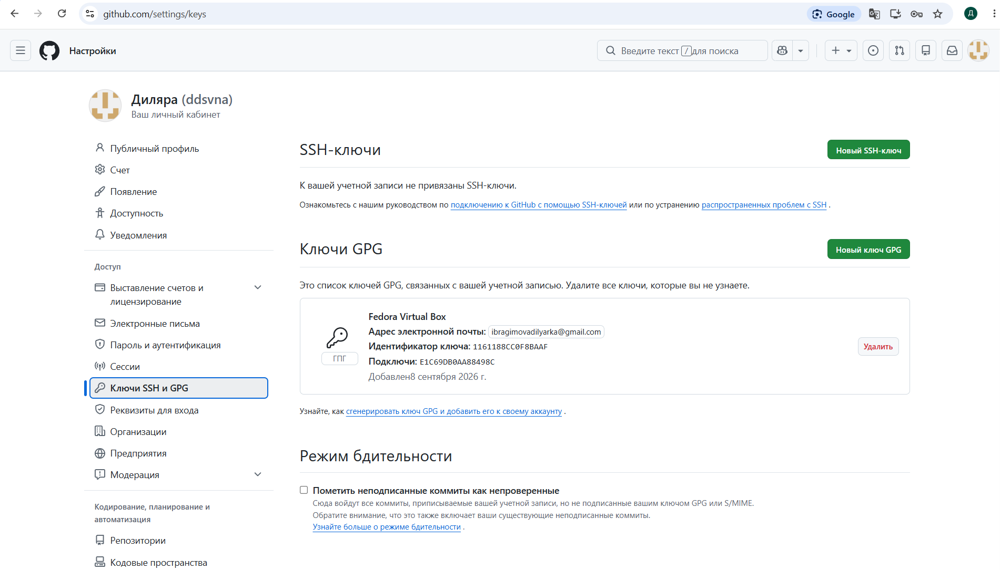 github.com/settings/keys
Google
Д
Настройки
Введите текст / для поиска
Диляра (ddsvna)
Ваш личный кабинет
Публичный профиль
Счет
Появление
Доступность
Уведомления
Доступ
Выставление счетов и
лицензирование
Электронные письма
Пароль и аутентификация
Сессии
Ключи SSH и GPG
Реквизиты для входа
Организации
Предприятия
Модерация
Кодирование, планирование и
автоматизация
Репозитории
Кодовые пространства
SSH-ключи
Новый SSH-ключ
К вашей учетной записи не привязаны SSH-ключи.
Ознакомьтесь с нашим руководством по подключению к GitHub с помощью SSH-ключей или по устранению распространенных проблем с SSH .
Ключи GPG
Новый ключ GPG
Это список ключей GPG, связанных с вашей учетной записью. Удалите все ключи, которые вы не узнаете.
Fedora Virtual Box
Адрес электронной почты: ibragimovadilyarka@gmail.com
Идентификатор ключа: 1161188CC0F8BAAF
ГПГ
Подключи: E1C69DB0AA88498C
Добавлен8 сентября 2026 г.
Удалить
Узнайте, как сгенерировать ключ GPG и добавить его к своему аккаунту .
Режим бдительности
Пометить неподписанные коммиты как непроверенные
Сюда войдут все коммиты, приписываемые вашей учетной записи, но не подписанные вашим ключом GPG или S/MIME.
Обратите внимание, что это также включает ваши существующие неподписанные коммиты.
Узнайте больше о режиме бдительности .